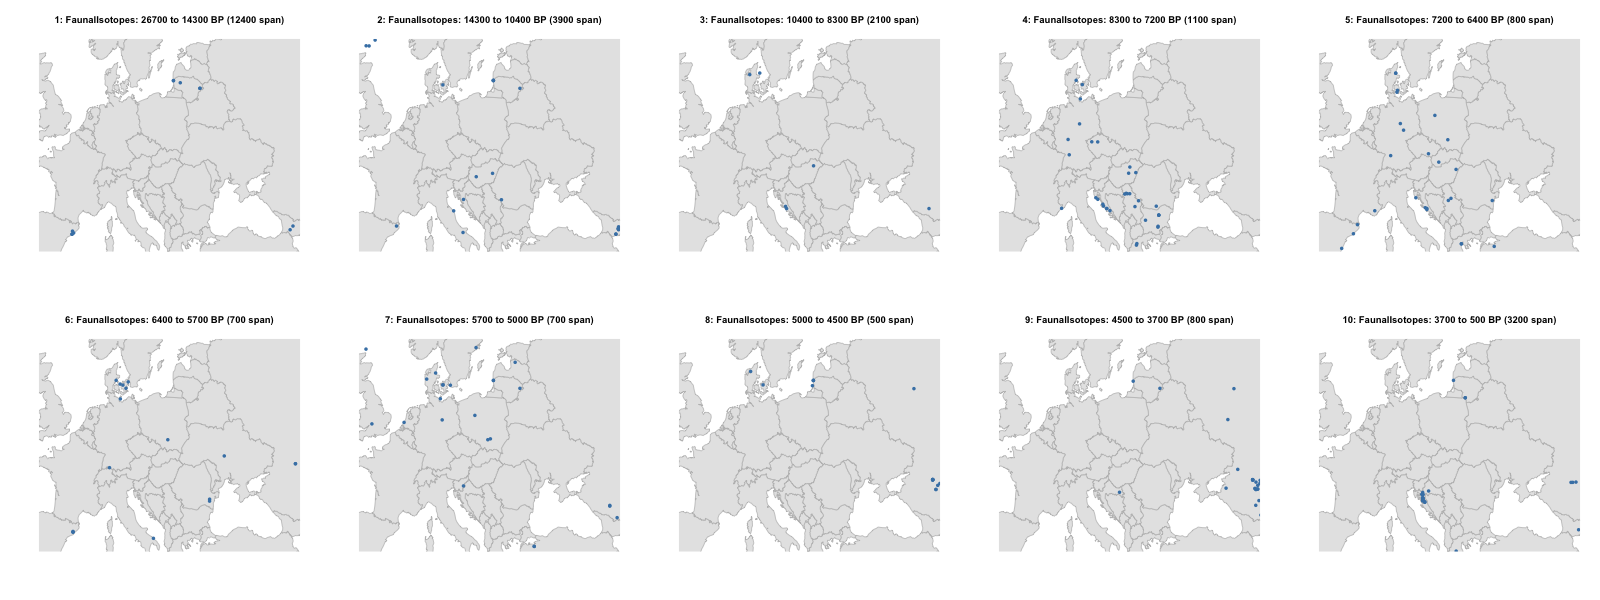 1: FaunalIsotopes: 26700 to 14300 BP (12400 span)
2: FaunalIsotopes: 14300 to 10400 BP (3900 span)
3: FaunalIsotopes: 10400 to 8300 BP (2100 span)
4: FaunalIsotopes: 8300 to 7200 BP (1100 span)
5: FaunalIsotopes: 7200 to 6400 BP (800 span)
6: FaunalIsotopes: 6400 to 5700 BP (700 span)
7: FaunalIsotopes: 5700 to 5000 BP (700 span)
8: FaunalIsotopes: 5000 to 4500 BP (500 span)
9: FaunalIsotopes: 4500 to 3700 BP (800 span)
10: FaunalIsotopes: 3700 to 500 BP (3200 span)